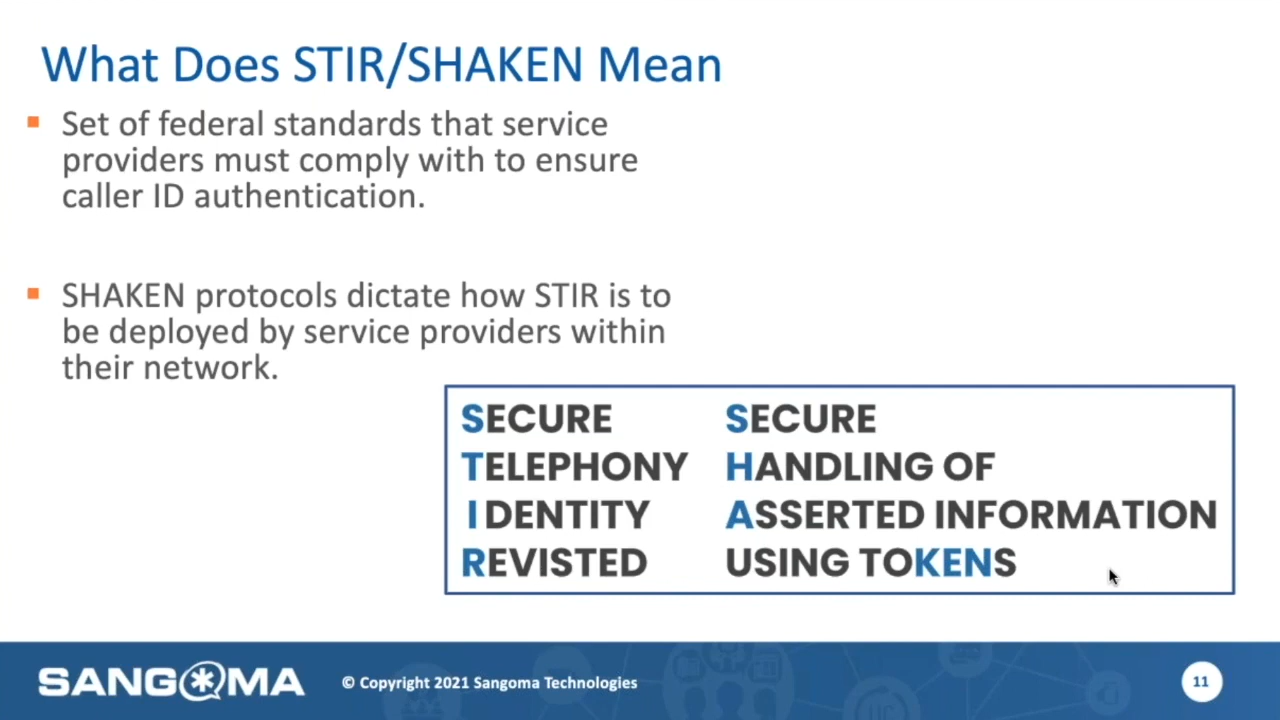 What Does STIR/SHAKEN Mean
Set of federal standards that service
providers must comply with to ensure
caller ID authentication.
SHAKEN protocols dictate how STIR is to
be deployed by service providers within
their network.
SECURE
TELEPHONY
IDENTITY
REVISTED
SECURE
HANDLING OF
ASSERTED INFORMATION
USING TOKENS
SANGOMA
© Copyright 2021 Sangoma Technologies
UC
11